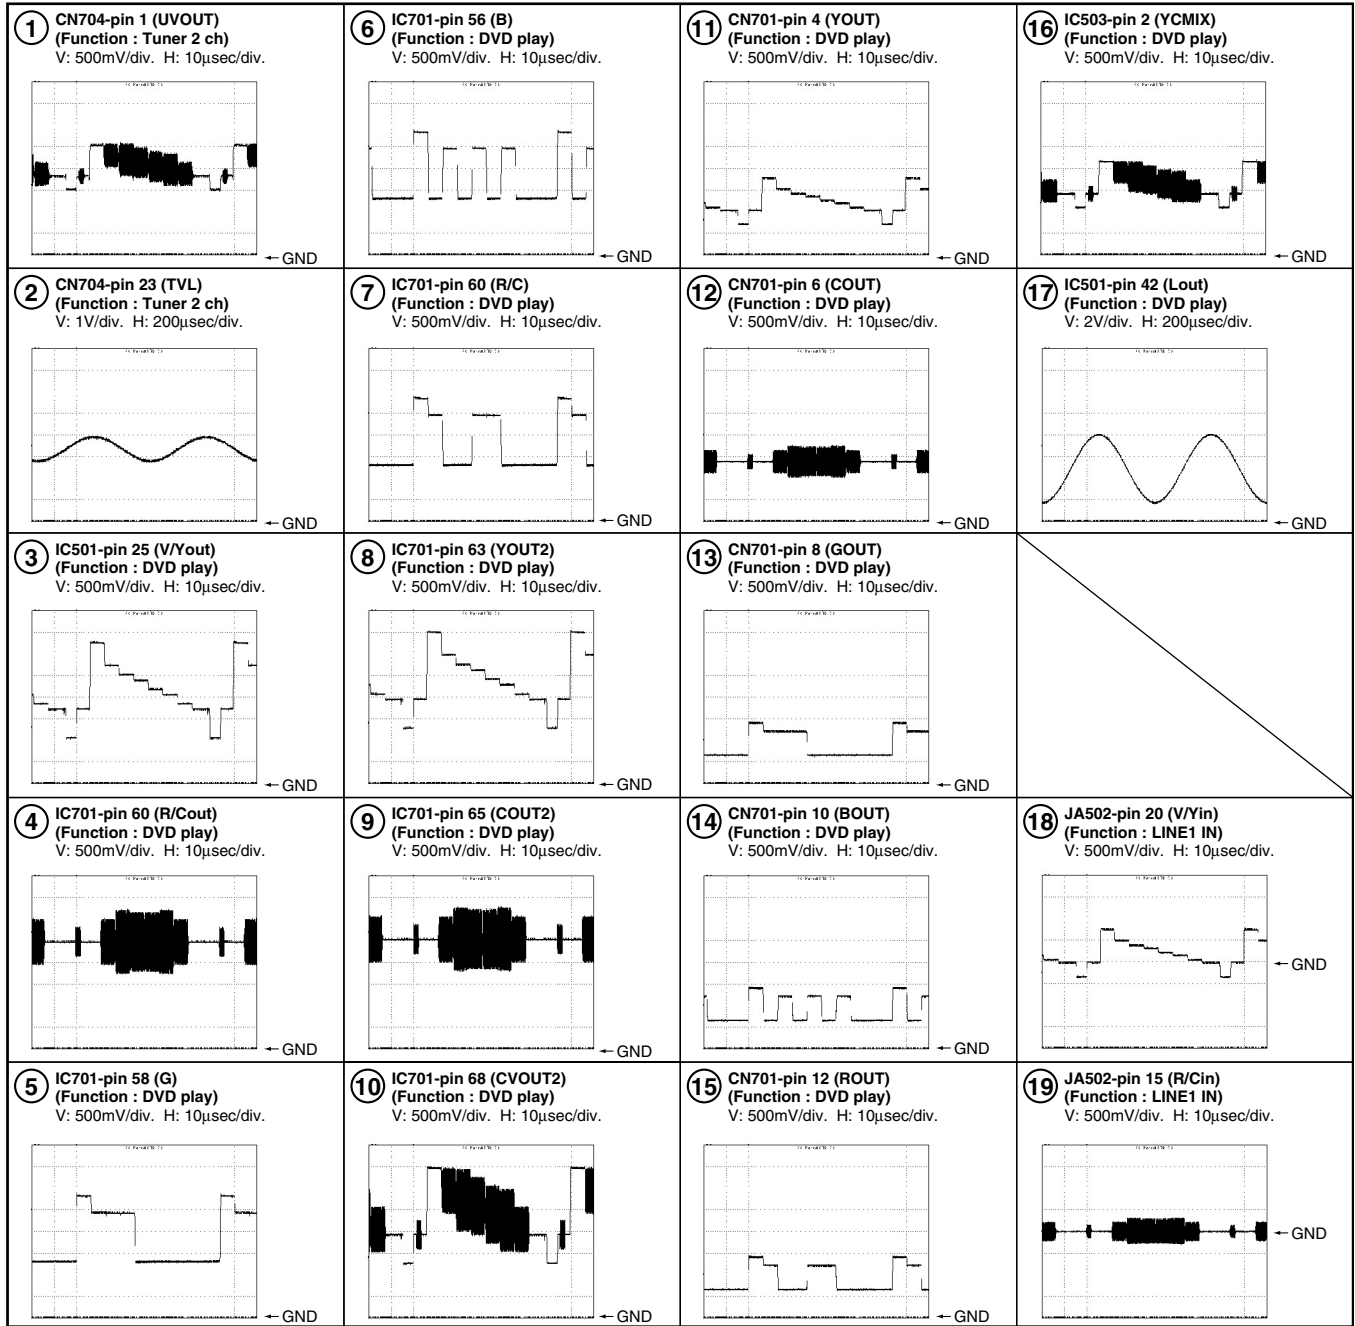 1 CN704-pin 1 (UVOUT)
(Function : Tuner 2 ch)
V: 500mV/div.  H: 10µsec/div.
← GND
6 IC701-pin 56 (B)
(Function : DVD play)
V: 500mV/div.  H: 10µsec/div.
11 CN701-pin 4 (YOUT)
(Function : DVD play)
V: 500mV/div.  H: 10µsec/div.
← GND
16 IC503-pin 2 (YCMIX)
(Function : DVD play)
V: 500mV/div.  H: 10µsec/div.
← GND
2 CN704-pin 23 (TVL)
(Function : Tuner 2 ch)
V: 1V/div.  H: 200µsec/div.
← GND
7 IC701-pin 60 (R/C)
(Function : DVD play)
V: 500mV/div.  H: 10µsec/div.
12 CN701-pin 6 (COUT)
(Function : DVD play)
V: 500mV/div.  H: 10µsec/div.
← GND
17 IC501-pin 42 (Lout)
(Function : DVD play)
V: 2V/div.  H: 200µsec/div.
← GND
3 IC501-pin 25 (V/Yout)
(Function : DVD play)
V: 500mV/div.  H: 10µsec/div.
← GND
8 IC701-pin 63 (YOUT2)
(Function : DVD play)
V: 500mV/div.  H: 10µsec/div.
← GND
13 CN701-pin 8 (GOUT)
(Function : DVD play)
V: 500mV/div.  H: 10µsec/div.
← GND
4 IC701-pin 60 (R/Cout)
(Function : DVD play)
V: 500mV/div.  H: 10µsec/div.
← GND
9 IC701-pin 65 (COUT2)
(Function : DVD play)
V: 500mV/div.  H: 10µsec/div.
← GND
14 CN701-pin 10 (BOUT)
(Function : DVD play)
V: 500mV/div.  H: 10µsec/div.
← GND
18 JA502-pin 20 (V/Yin)
(Function : LINE1 IN)
V: 500mV/div.  H: 10µsec/div.
← GND
5 IC701-pin 58 (G)
(Function : DVD play)
V: 500mV/div.  H: 10µsec/div.
← GND
10 IC701-pin 68 (CVOUT2)
(Function : DVD play)
V: 500mV/div.  H: 10µsec/div.
← GND
15 CN701-pin 12 (ROUT)
(Function : DVD play)
V: 500mV/div.  H: 10µsec/div.
← GND
19 JA502-pin 15 (R/Cin)
(Function : LINE1 IN)
V: 500mV/div.  H: 10µsec/div.
← GND